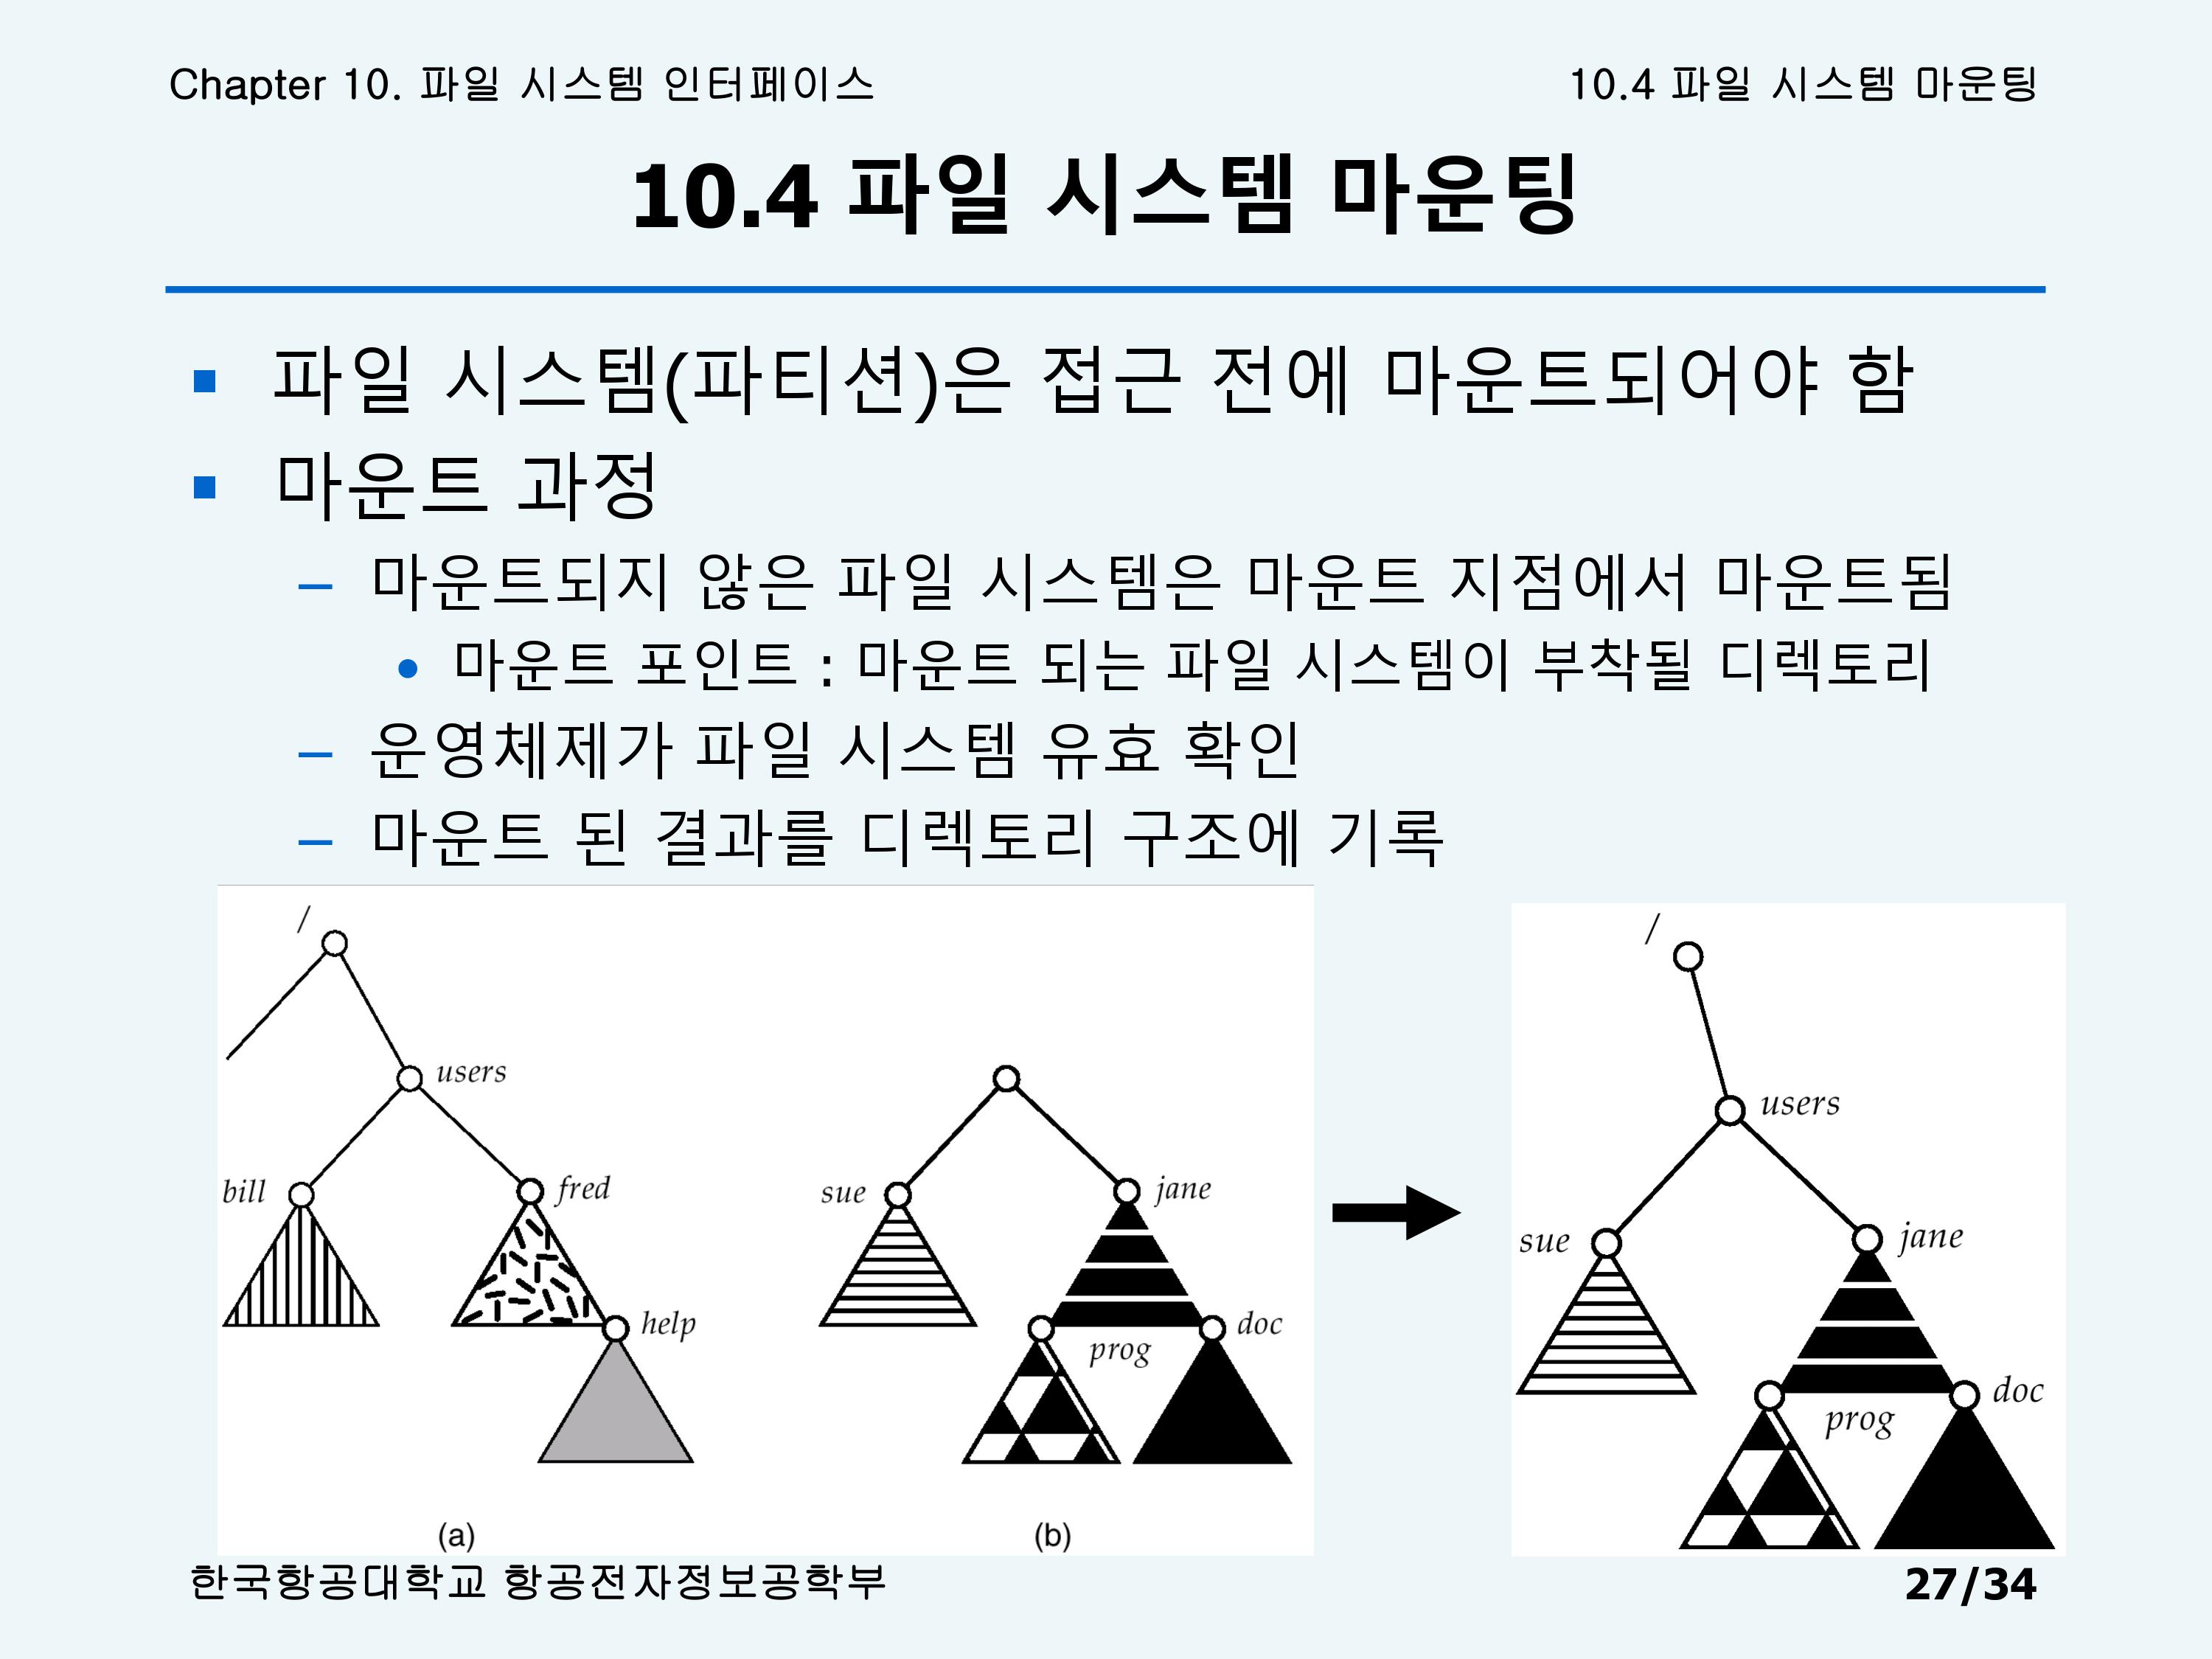 Chapter 10. 파일 시스템 인터페이스
10.4 파일 시스템 마운팅
10.4 파일 시스템 마운팅
파일 시스템(파티션)은 접근 전에 마운트되어야 함
마운트 과정
– 마운트되지 않은 파일 시스템은 마운트 지점에서 마운트됨
• 마운트 포인트 : 마운트 되는 파일 시스템이 부착될 디렉토리
– 운영체제가 파일 시스템 유효 확인
– 마운트 된 결과를 디렉토리 구조에 기록
/
users
bill
fred
help
(a)
sue
jane
prog
doc
(b)
/
users
sue
jane
prog
doc
한국항공대학교 항공전자정보공학부
27/34